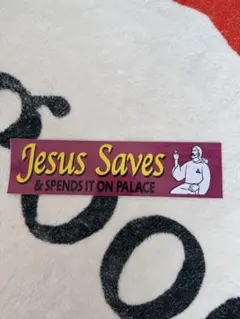 Jesus Saves
& SPENDS IT ON PALACE